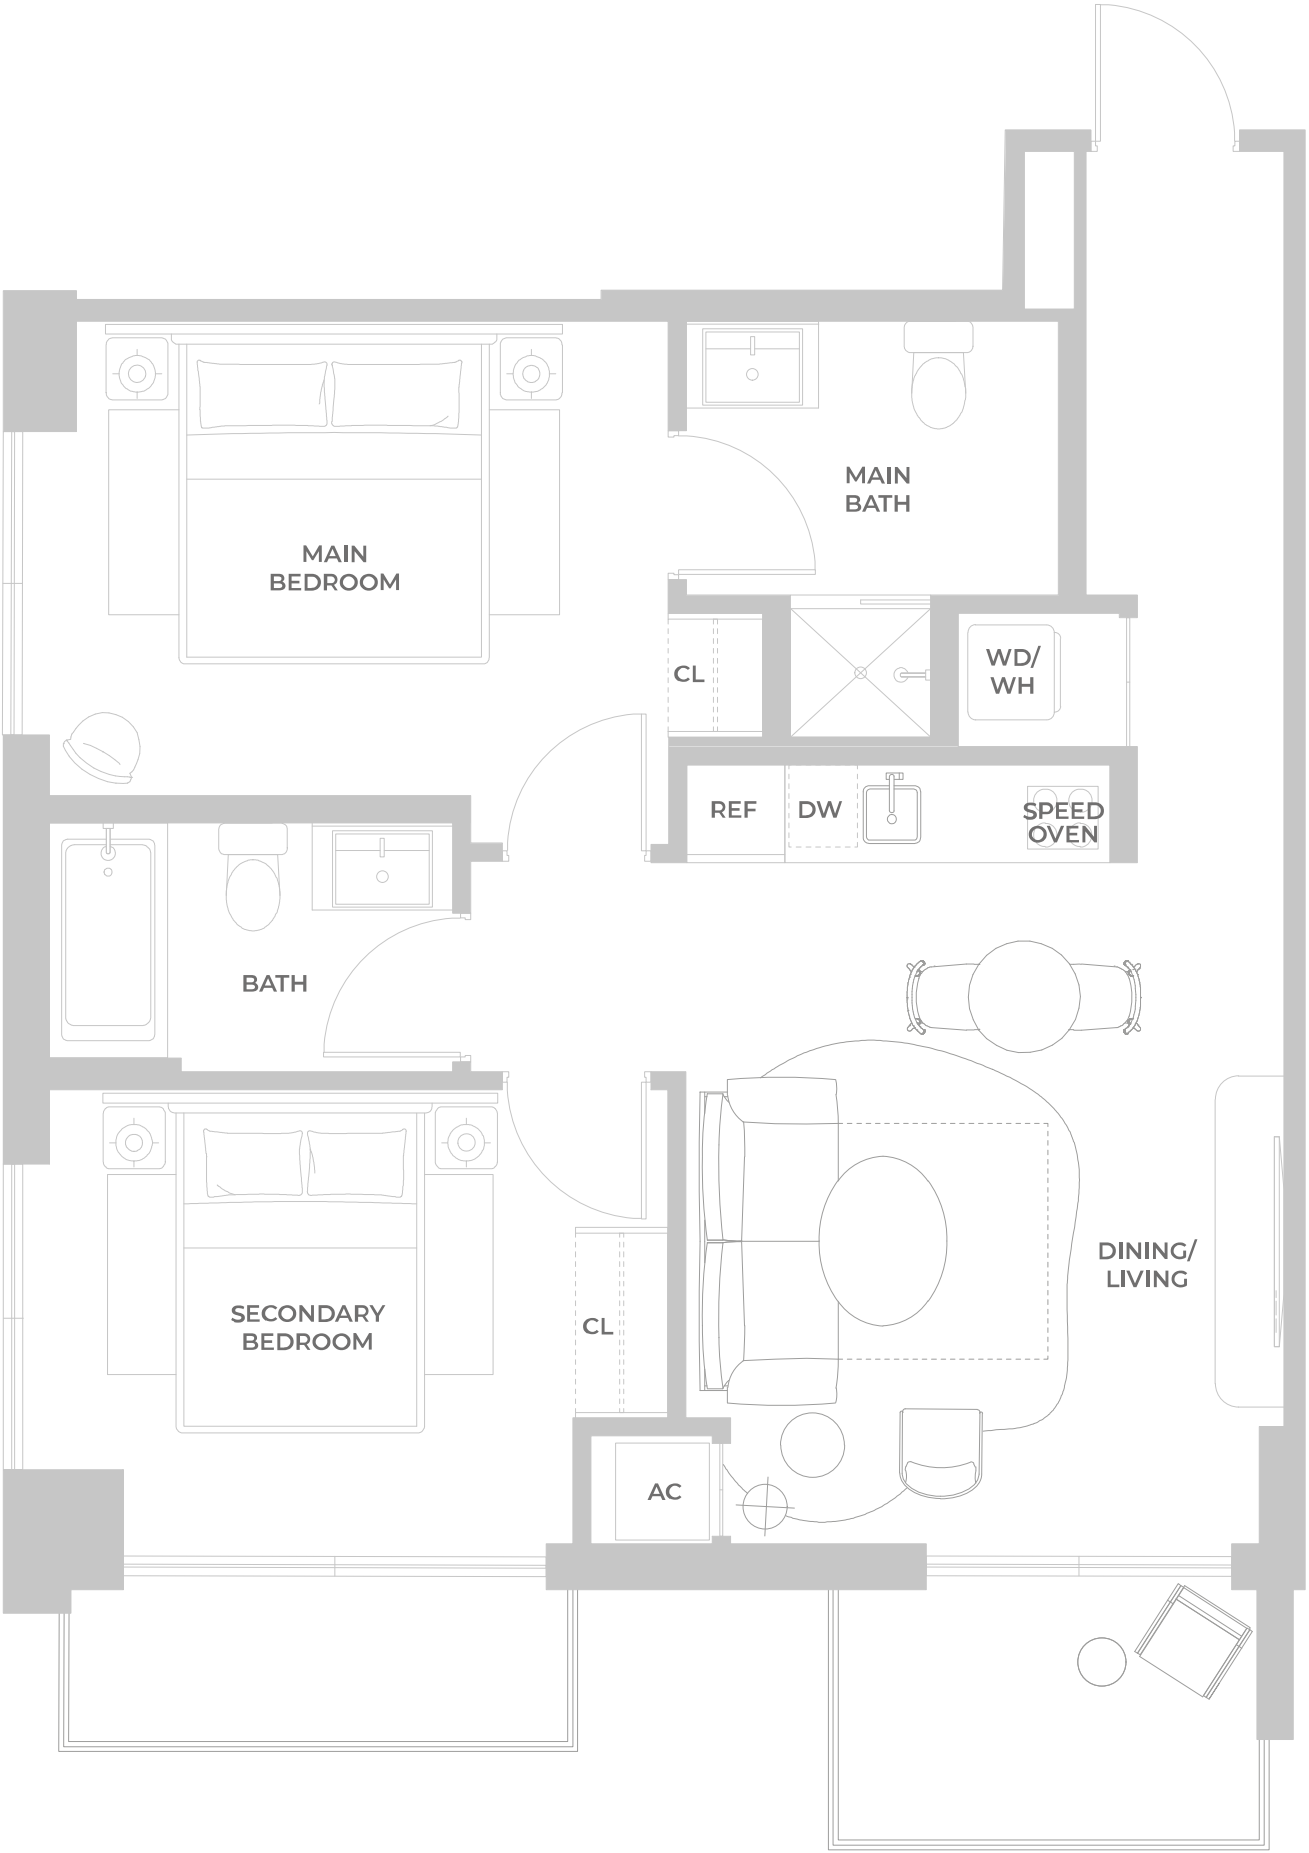 MAIN
BATH
MAIN
BEDROOM
CL
WD/
WH
REF
DW
SPEED
OVEN
BATH
DINING/
LIVING
SECONDARY
BEDROOM
CL
AC